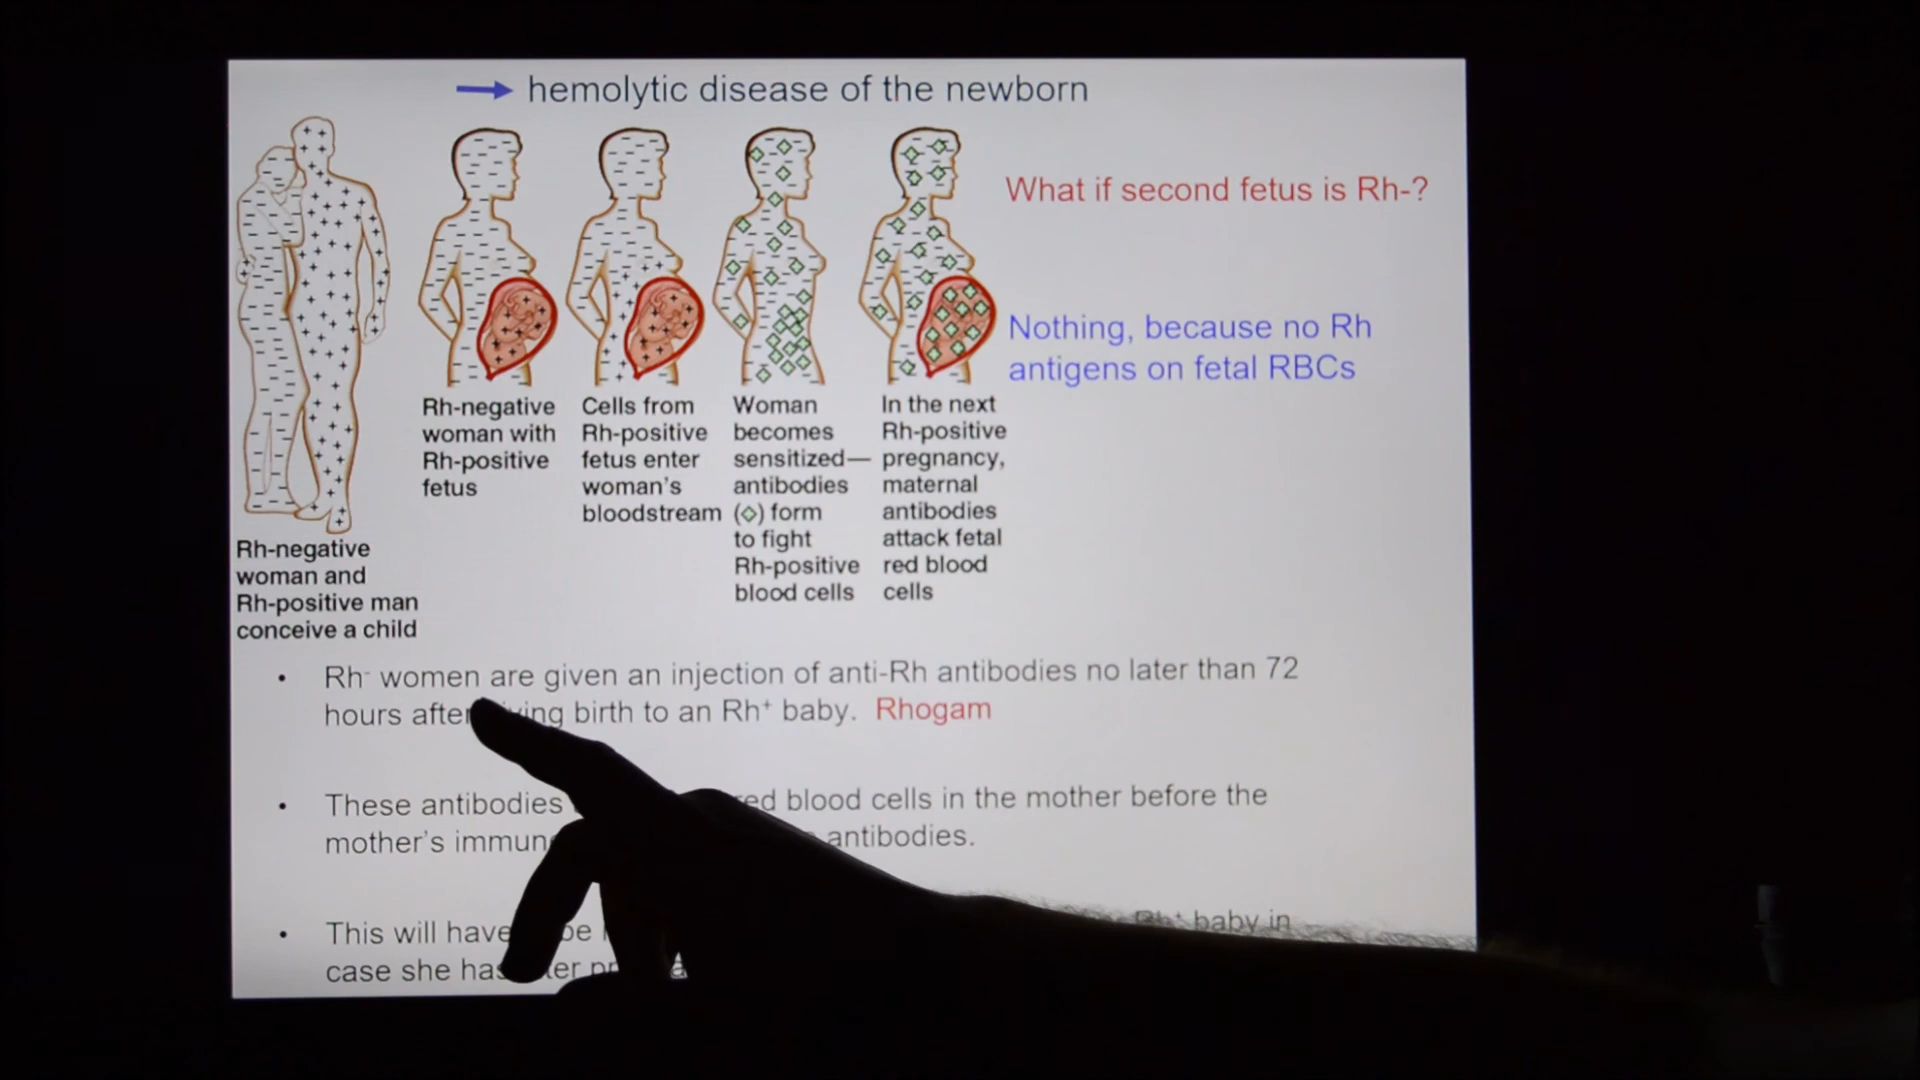 → hemolytic disease of the newborn
What if second fetus is Rh-?
Nothing, because no Rh
antigens on fetal RBCs
Rh-negative
woman and
Rh-positive man
conceive a child
Rh-negative
woman with
Rh-positive
fetus
Cells from
Rh-positive
fetus enter
woman's
bloodstream
Woman
becomes
sensitized—
antibodies
(◇) form
to fight
Rh-positive
blood cells
In the next
Rh-positive
pregnancy,
maternal
antibodies
attack fetal
red blood
cells
• Rh⁻ women are given an injection of anti-Rh antibodies no later than 72
hours after birth to an Rh⁺ baby. Rhogam
• These antibodies blood cells in the mother before the
mother's antibodies.
• This will have baby in
case she